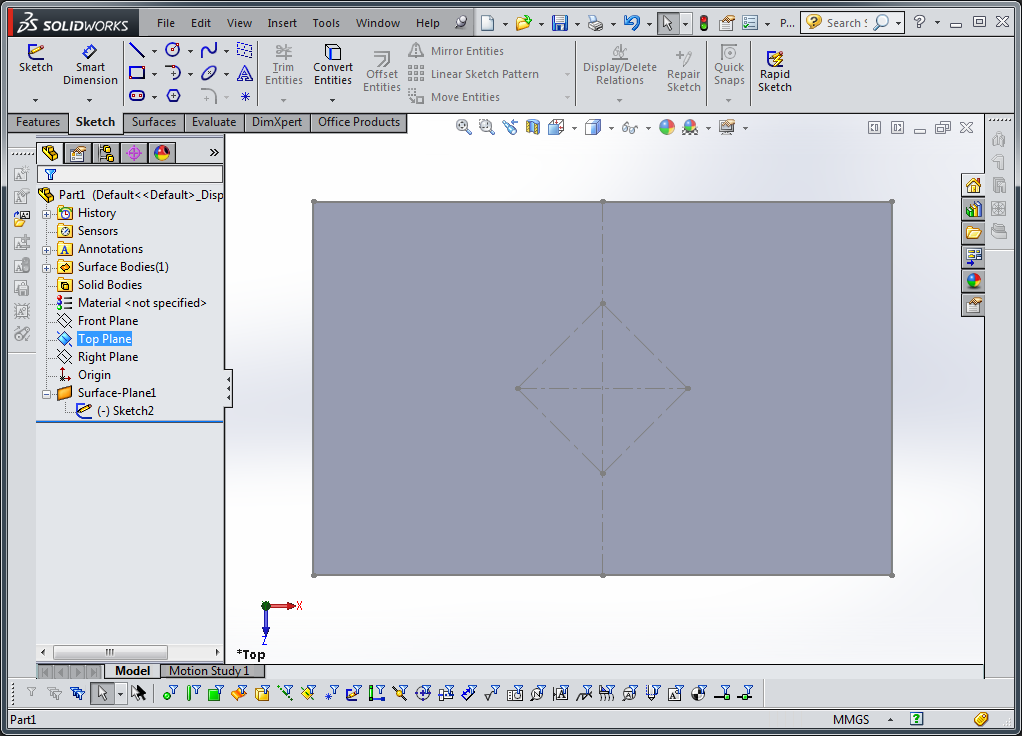 SOLIDWORKS File Edit View Insert Tools Window Help P... Search
Sketch Smart Dimension Trim Entities Convert Entities Offset Entities Mirror Entities Linear Sketch Pattern Move Entities Display/Delete Relations Repair Sketch Quick Snaps Rapid Sketch
Features Sketch Surfaces Evaluate DimXpert Office Products
Part1 (Default<<Default>_Disp
History
Sensors
Annotations
Surface Bodies(1)
Solid Bodies
Material <not specified>
Front Plane
Top Plane
Right Plane
Origin
Surface-Plane1
(-) Sketch2
X
Z
*Top
Model Motion Study 1
Part1 MMGS